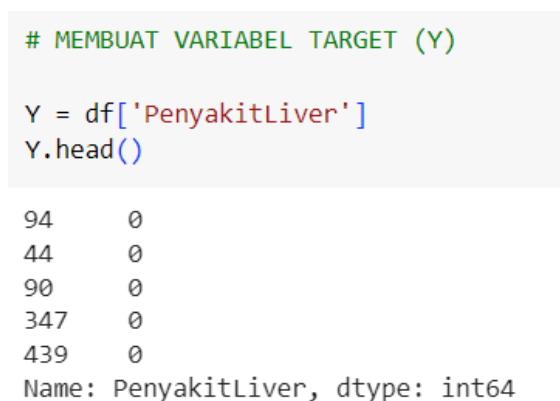 # MEMBUAT VARIABEL TARGET (Y)
Y = df['PenyakitLiver']
Y.head()
94 0
44 0
90 0
347 0
439 0
Name: PenyakitLiver, dtype: int64